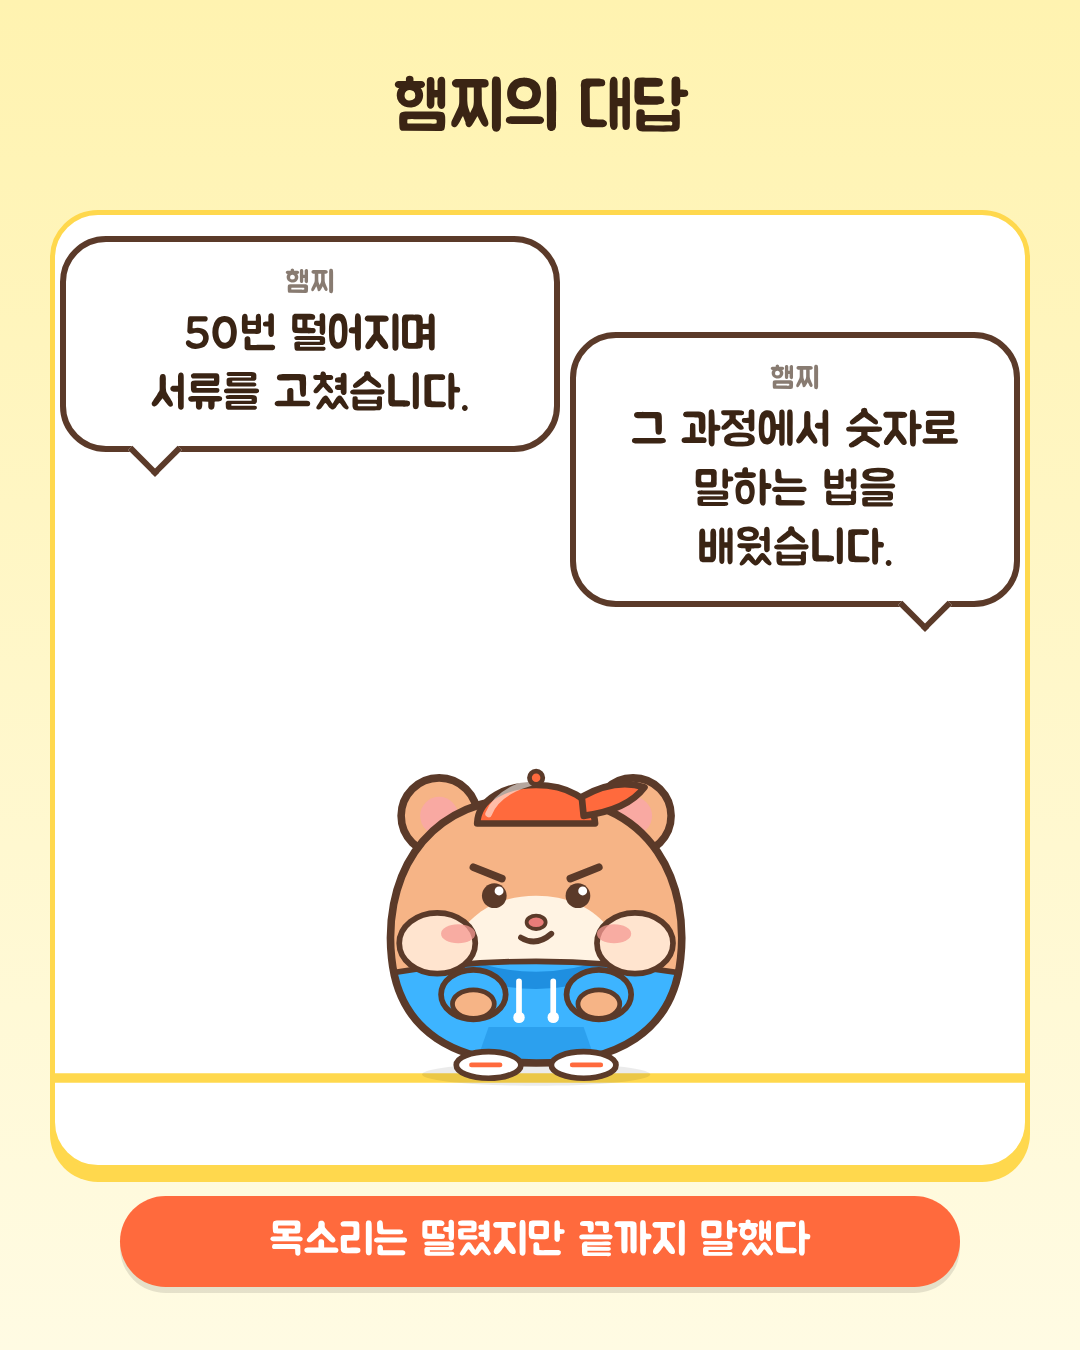 햄찌의 대답
햄찌
50번 떨어지며
서류를 고쳤습니다.
햄찌
그 과정에서 숫자로
말하는 법을
배웠습니다.
목소리는 떨렸지만 끝까지 말했다